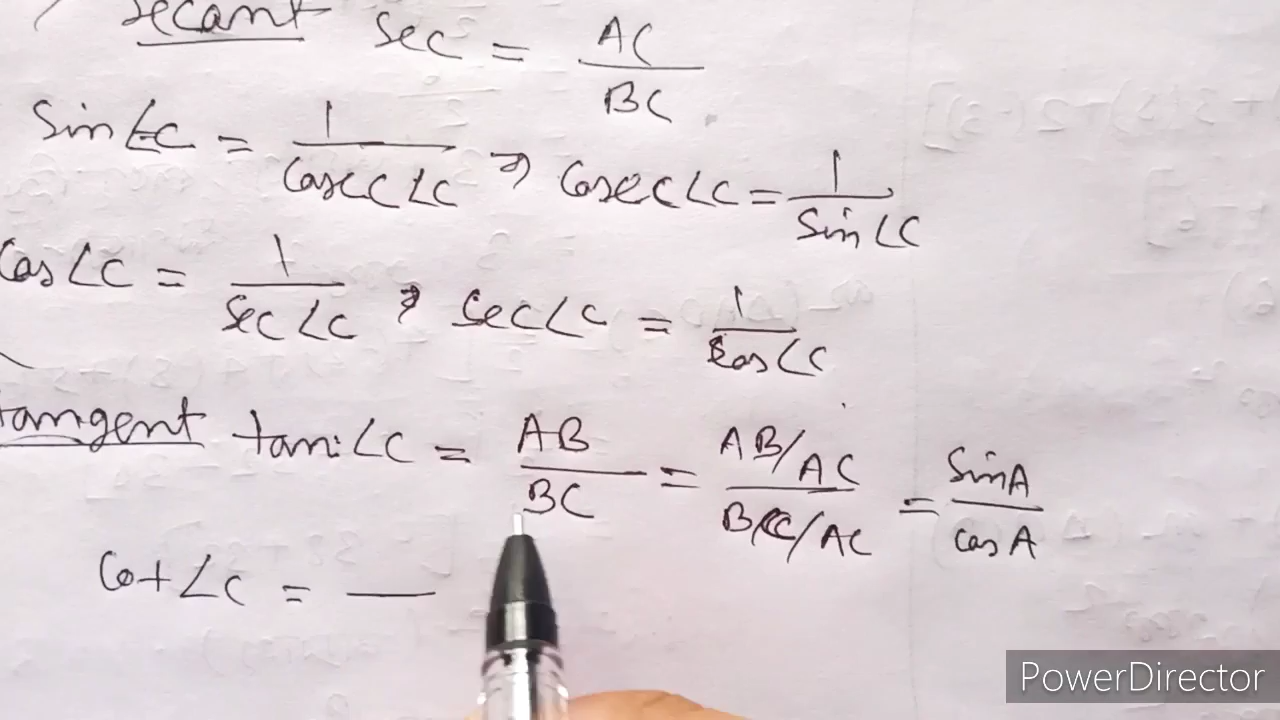 secant sec = AC/BC
Sin∠C = 1/Cosec∠C ⇒ Cosec∠C = 1/Sin∠C
Cos∠C = 1/Sec∠C , Sec∠C = 1/Cos∠C
tangent tan∠C = AB/BC = (AB/AC)/(BC/AC) = SinA/cosA
Cot∠C = —
PowerDirector